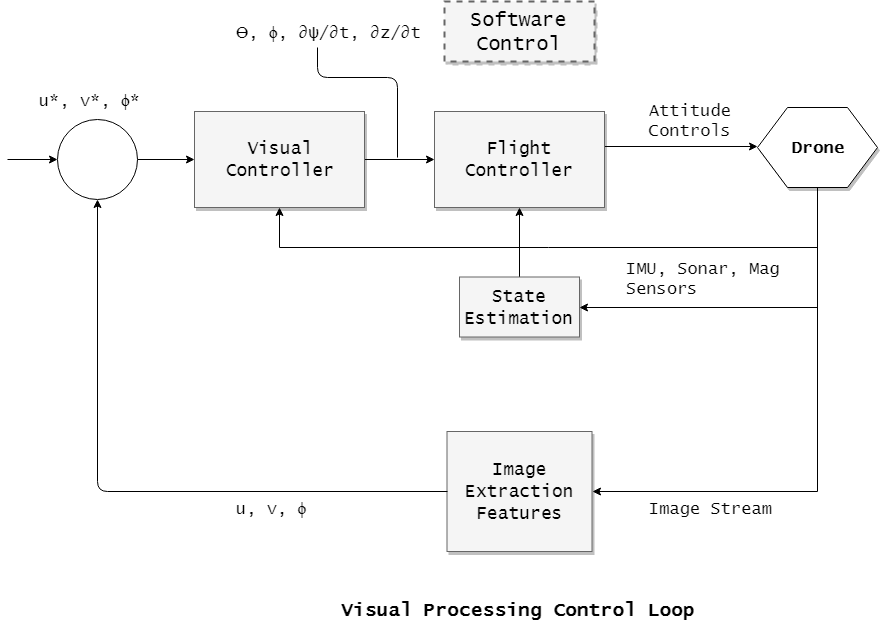 Software
Control
Θ, ϕ, ∂ψ/∂t, ∂z/∂t
u*, v*, ϕ*
Visual
Controller
Flight
Controller
Attitude
Controls
Drone
IMU, Sonar, Mag
Sensors
State
Estimation
Image
Extraction
Features
u, v, ϕ
Image Stream
Visual Processing Control Loop